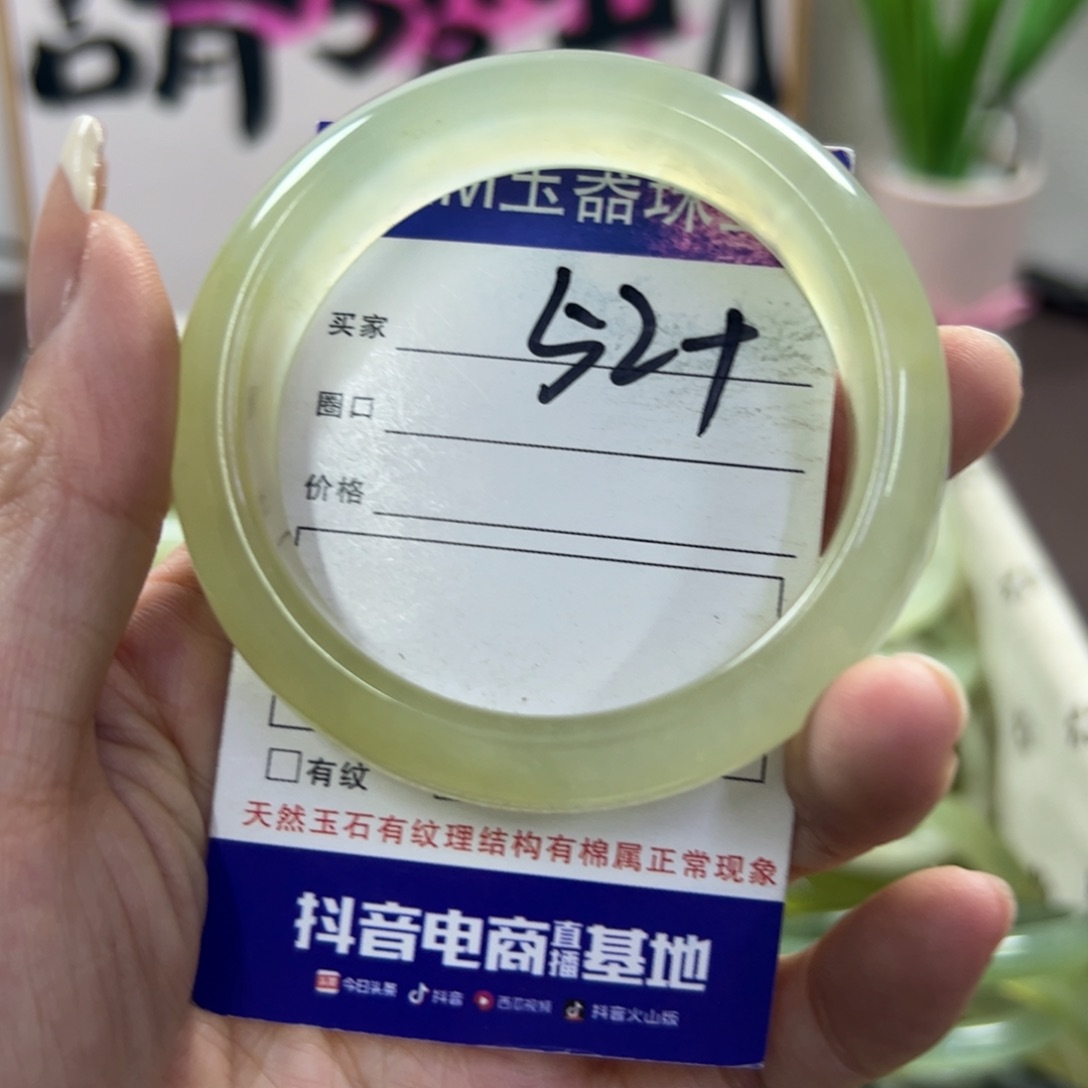 玉器珠
52+
买家
圈口
价格
有纹
天然玉石有纹理结构有棉属正常现象
抖音电商直播基地
今日头条 抖音 西瓜视频 抖音火山版